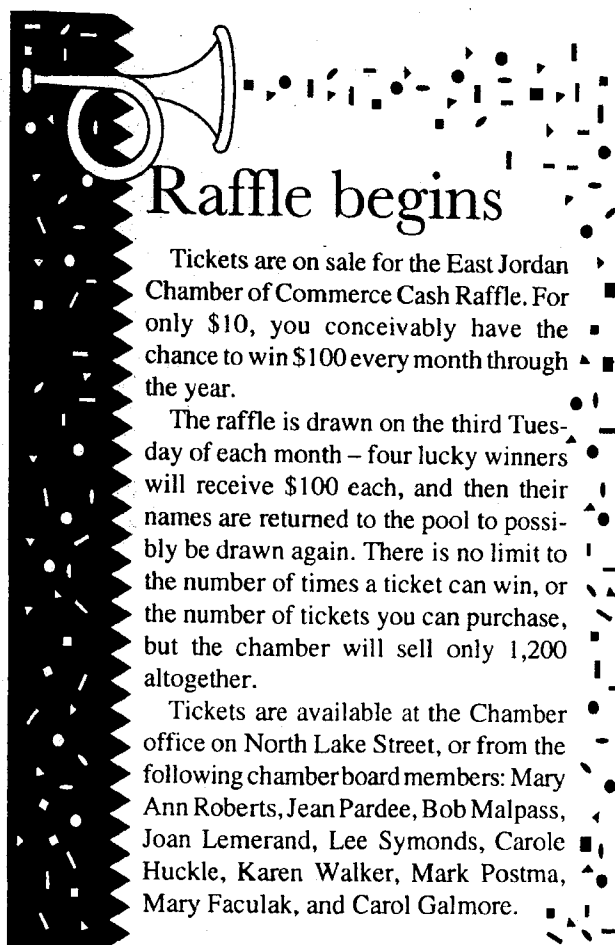 Raffle begins
Tickets are on sale for the East Jordan
Chamber of Commerce Cash Raffle. For
only $10, you conceivably have the
chance to win $100 every month through
the year.
The raffle is drawn on the third Tues-
day of each month – four lucky winners
will receive $100 each, and then their
names are returned to the pool to possi-
bly be drawn again. There is no limit to
the number of times a ticket can win, or
the number of tickets you can purchase,
but the chamber will sell only 1,200
altogether.
Tickets are available at the Chamber
office on North Lake Street, or from the
following chamber board members: Mary
Ann Roberts, Jean Pardee, Bob Malpass,
Joan Lemerand, Lee Symonds, Carole
Huckle, Karen Walker, Mark Postma,
Mary Faculak, and Carol Galmore.